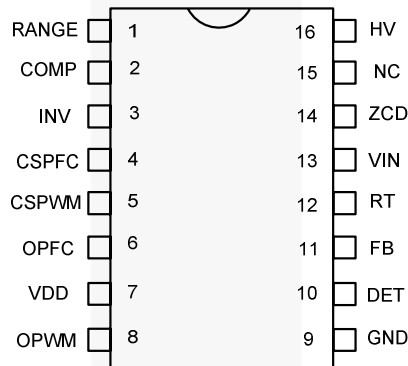 RANGE 1 16 HV
COMP 2 15 NC
INV 3 14 ZCD
CSPFC 4 13 VIN
CSPWM 5 12 RT
OPFC 6 11 FB
VDD 7 10 DET
OPWM 8 9 GND